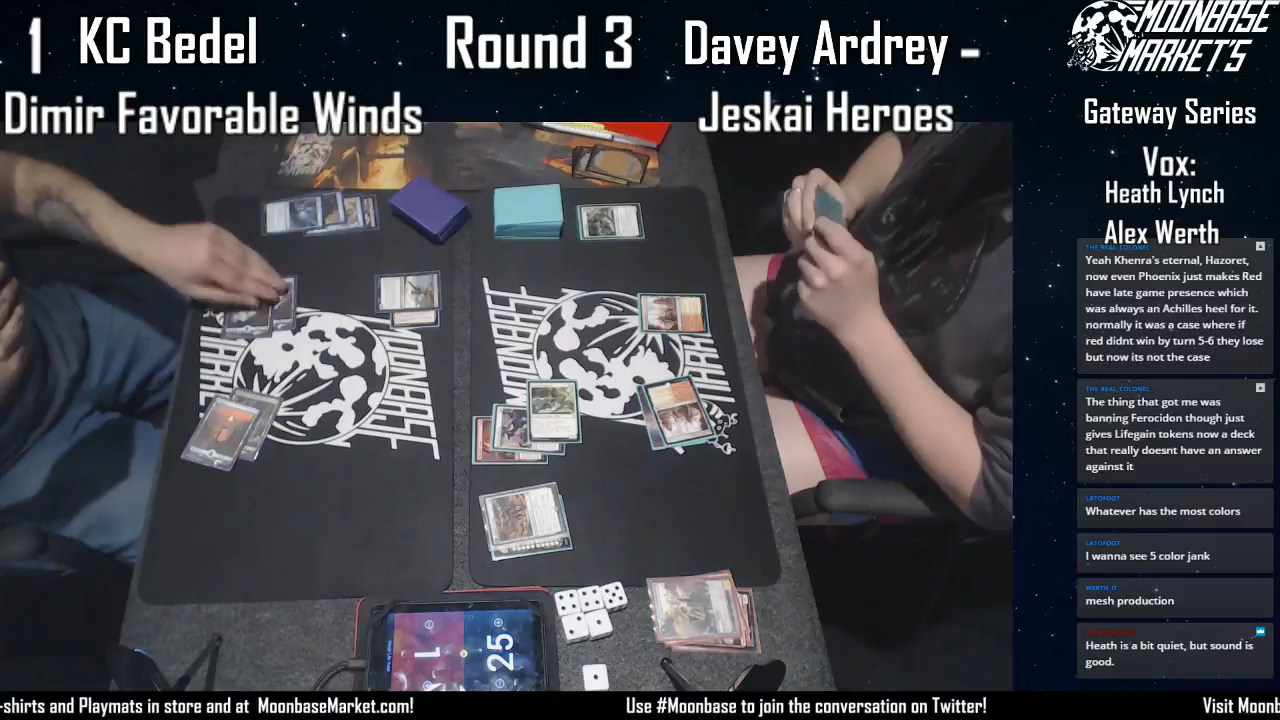 1 KC Bedel
Round 3
Davey Ardrey -
Dimir Favorable Winds
Jeskai Heroes
MOONBASE
MARKET'S
Gateway Series
Vox:
Heath Lynch
Alex Werth
THE_REAL_COLONEL
Yeah Khenra's eternal, Hazoret,
now even Phoenix just makes Red
have late game presence which
was always an Achilles heel for it.
normally it was a case where if
red didnt win by turn 5-6 they lose
but now its not the case
THE_REAL_COLONEL
The thing that got me was
banning Ferocidon though just
gives Lifegain tokens now a deck
that really doesnt have an answer
against it
LATOFOOT
Whatever has the most colors
LATOFOOT
I wanna see 5 color jank
WERTH_IT
mesh production
Heath is a bit quiet, but sound is
good.
MOONBASE
MARKET
1
25
-shirts and Playmats in store and at MoonbaseMarket.com!
Use #Moonbase to join the conversation on Twitter!
Visit Moonb